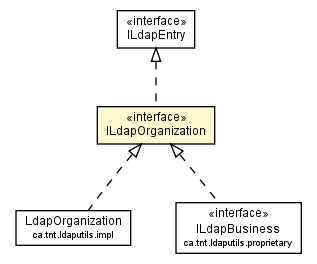 «interface»
ILdapEntry
«interface»
ILdapOrganization
LdapOrganization
ca.tnt.ldaputils.impl
«interface»
ILdapBusiness
ca.tnt.ldaputils.proprietary